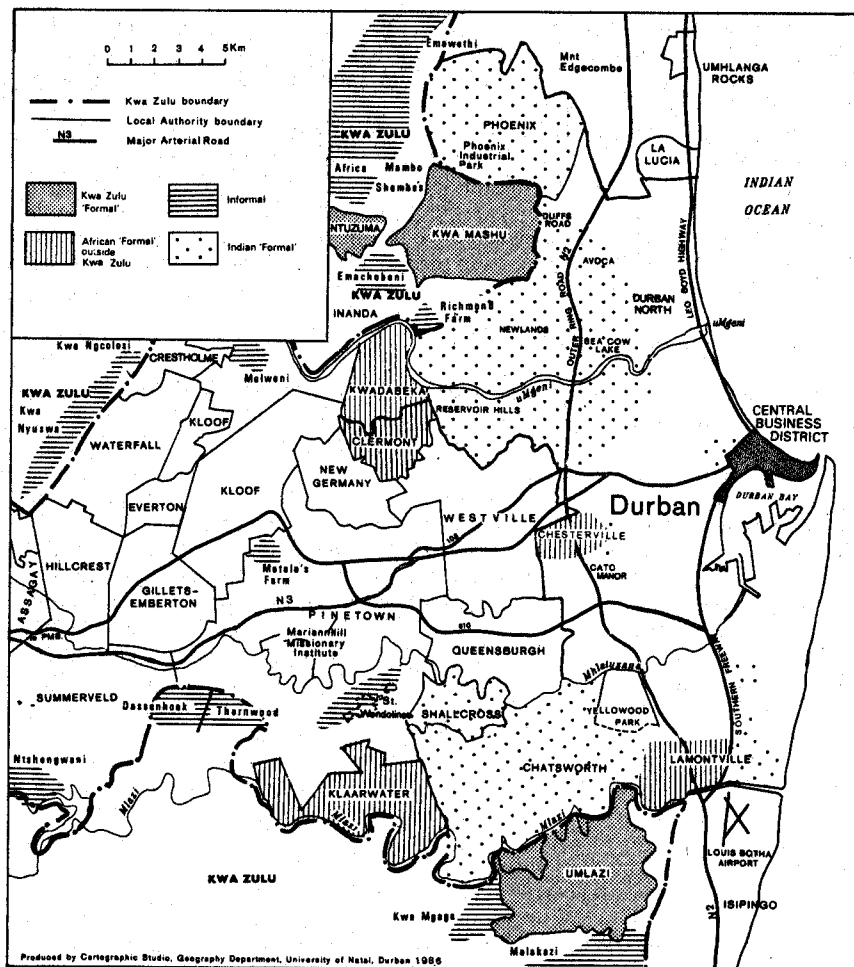 0 1 2 3 4 5Km
Kwa Zulu boundary
Local Authority boundary
N3
Major Arterial Road
Kwa Zulu
'Formal'
Informal
African 'Formal'
outside
Kwa Zulu
Indian 'Formal'
Emawethi
Mnt
Edgecombe
UMHLANGA
ROCKS
KWA ZULU
PHOENIX
Phoenix
Industrial
Park
LA
LUCIA
Africa
Mambo
Shembe's
INDIAN
OCEAN
NTUZUMA
KWA MASHU
DUFFS
ROAD
N2
AVOCA
OUTER RING ROAD
LEO BOYD HIGHWAY
Emachobeni
KWA ZULU
INANDA
Richmond
Farm
NEWLANDS
DURBAN
NORTH
SEA COW
LAKE
uMgeni
Kwa Ngcolosi
CRESTHOLME
Molweni
KWA ZULU
Kwa
Nyuswa
KWADABEKA
uMgeni
RESERVOIR HILLS
KLOOF
WATERFALL
CLERMONT
CENTRAL
BUSINESS
DISTRICT
NEW
GERMANY
KLOOF
EVERTON
DURBAN BAY
WESTVILLE
Durban
CHESTERVILLE
HILLCREST
ASSAGAY
Motala's
Farm
CATO
MANOR
GILLETS-
EMBERTON
N3
PINETOWN
PMB.
Mariannhill
Missionary
Institute
QUEENSBURGH
Mhlatuzana
SOUTHERN FREEWAY
SUMMERVELD
Dassenhoek
Thornwood
St.
Wendolins
SHALLCROSS
YELLOWOOD
PARK
Ntshongwani
CHATSWORTH
LAMONTVILLE
Mlazi
KLAARWATER
Mlazi
Mlazi
LOUIS BOTHA
AIRPORT
KWA ZULU
UMLAZI
ISIPINGO
Kwa Mgaga
N2
Malakazi
Produced by Cartographic Studio, Geography Department, University of Natal, Durban 1986